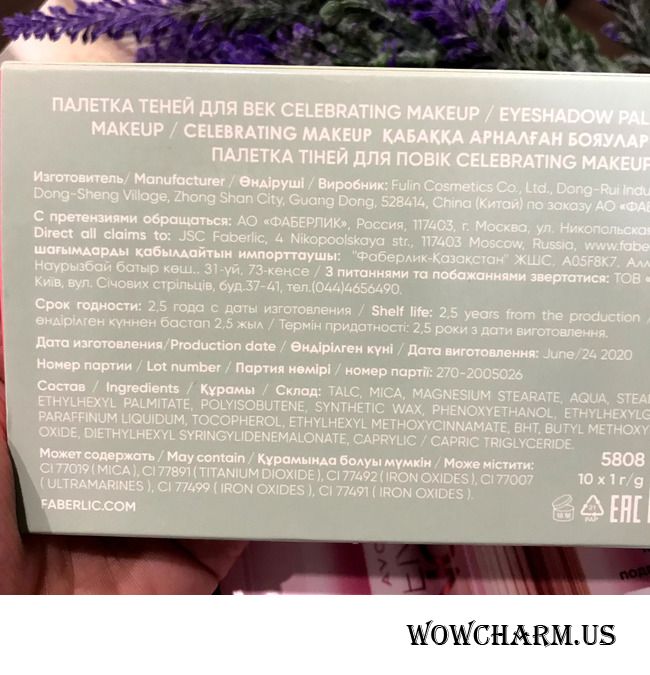 ПАЛЕТКА ТЕНЕЙ ДЛЯ ВЕК CELEBRATING MAKEUP / EYESHADOW PAL
MAKEUP / CELEBRATING MAKEUP ҚАБАҚҚА АРНАЛҒАН БОЯУЛАР
ПАЛЕТКА ТІНЕЙ ДЛЯ ПОВІК CELEBRATING MAKEUP
Изготовитель/ Manufacturer / Өндіруші / Виробник: Fulin Cosmetics Co., Ltd., Dong-Rui Indu
Dong-Sheng Village, Zhong Shan City, Guang Dong, 528414, China (Китай) по заказу АО «ФАБ
С претензиями обращаться: АО «ФАБЕРЛИК», Россия, 117403, г. Москва, ул. Никопольская
Direct all claims to: JSC Faberlic, 4 Nikopoolskaya str., 117403 Moscow, Russia, www.fabe
шағымдарды қабылдайтын импорттаушы: "Фаберлик-Қазақстан" ЖШС, A05F8K7. Алл
Наурызбай батыр көш.. 31-үй, 73-кенсе / З питаннями та побажаннями звертатися: ТОВ «
Київ, вул. Січових стрільців, буд.37-41, тел.(044)4656490.
Срок годности: 2,5 года с даты изготовления / Shelf life: 2,5 years from the production
өндірілген күннен бастап 2,5 жыл / Термін придатності: 2,5 роки з дати виготовлення.
Дата изготовления/Production date / Өндірілген күні / Дата виготовлення: June/24 2020
Номер партии / Lot number / Партия нөмірі / номер партії: 270-2005026
Состав / Ingredients / Құрамы / Склад: TALC, MICA, MAGNESIUM STEARATE, AQUA, STEA
ETHYLHEXYL PALMITATE, POLYISOBUTENE, SYNTHETIC WAX, PHENOXYETHANOL, ETHYLHEXYLG
PARAFFINUM LIQUIDUM, TOCOPHEROL, ETHYLHEXYL METHOXYCINNAMATE, BHT, BUTYL METHOXY
OXIDE, DIETHYLHEXYL SYRINGYLIDENEMALONATE, CAPRYLIC / CAPRIC TRIGLYCERIDE.
Может содержать / May contain / Құрамында болуы мүмкін / Може містити:
CI 77019 ( MICA ), CI 77891 ( TITANIUM DIOXIDE ), CI 77492 ( IRON OXIDES ), CI 77007
( ULTRAMARINES ), CI 77499 ( IRON OXIDES ), CI 77491 ( IRON OXIDES ).
5808
10 x 1 г/g
FABERLIC.COM
21
PAP
EAC
WOWCHARM.US